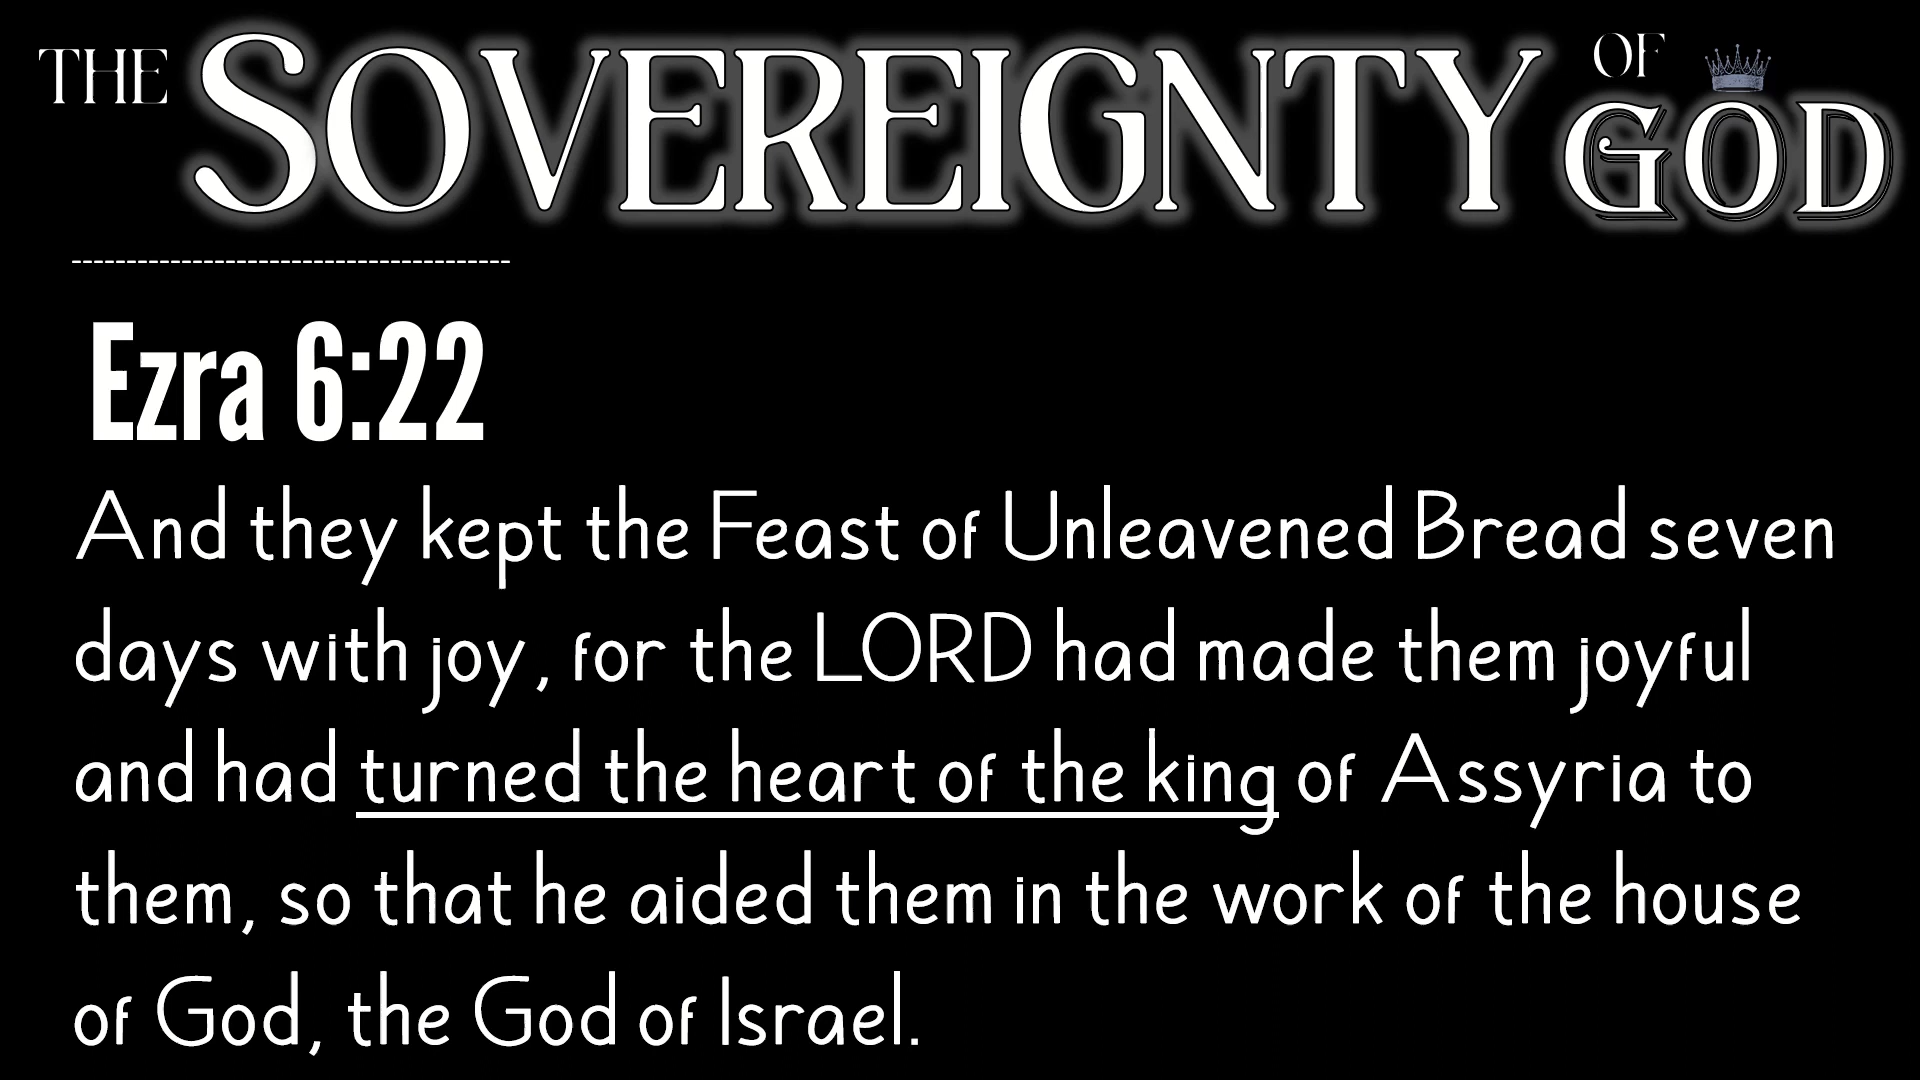 THE SOVEREIGNTY OF GOD
----------------------------------------
Ezra 6:22
And they kept the Feast of Unleavened Bread seven
days with joy, for the LORD had made them joyful
and had turned the heart of the king of Assyria to
them, so that he aided them in the work of the house
of God, the God of Israel.